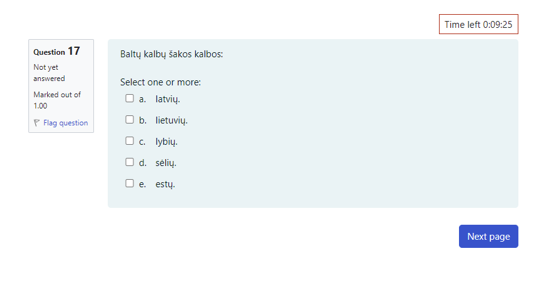 Time left 0:09:25
Question 17
Not yet
answered
Marked out of
1.00
Flag question
Baltų kalbų šakos kalbos:
Select one or more:
a. latvių.
b. lietuvių.
c. lybių.
d. sėlių.
e. estų.
Next page